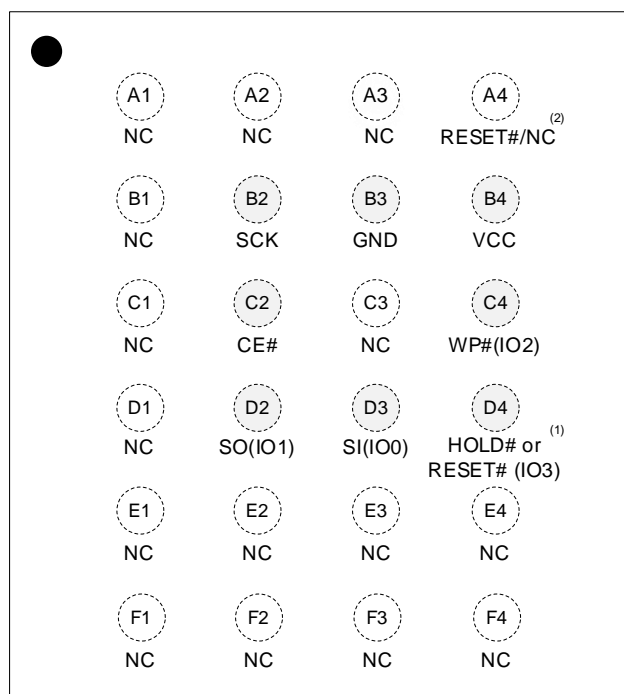 A1 A2 A3 A4
NC NC NC RESET#/NC (2)
B1 B2 B3 B4
NC SCK GND VCC
C1 C2 C3 C4
NC CE# NC WP#(IO2)
D1 D2 D3 D4
NC SO(IO1) SI(IO0) HOLD# or (1)
RESET# (IO3)
E1 E2 E3 E4
NC NC NC NC
F1 F2 F3 F4
NC NC NC NC